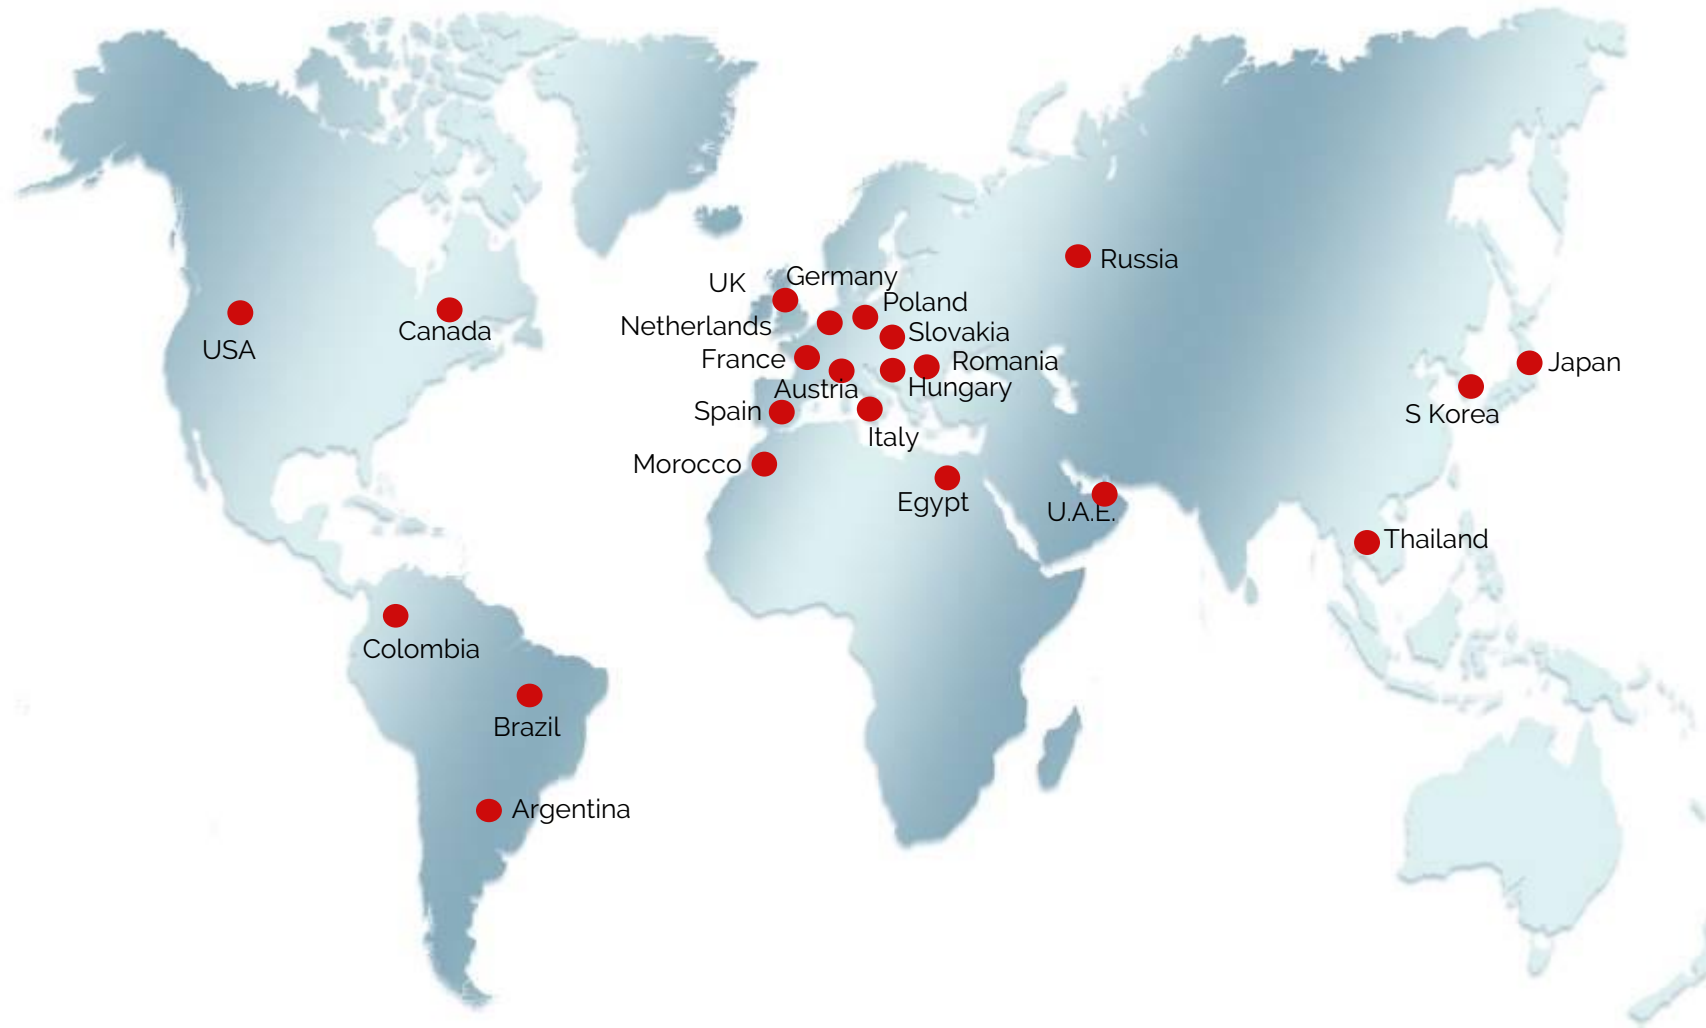 Russia
UK
Germany
Poland
Netherlands
Slovakia
USA
Canada
France
Romania
Japan
Austria
Hungary
Spain
S Korea
Italy
Morocco
Egypt
U.A.E.
Thailand
Colombia
Brazil
Argentina